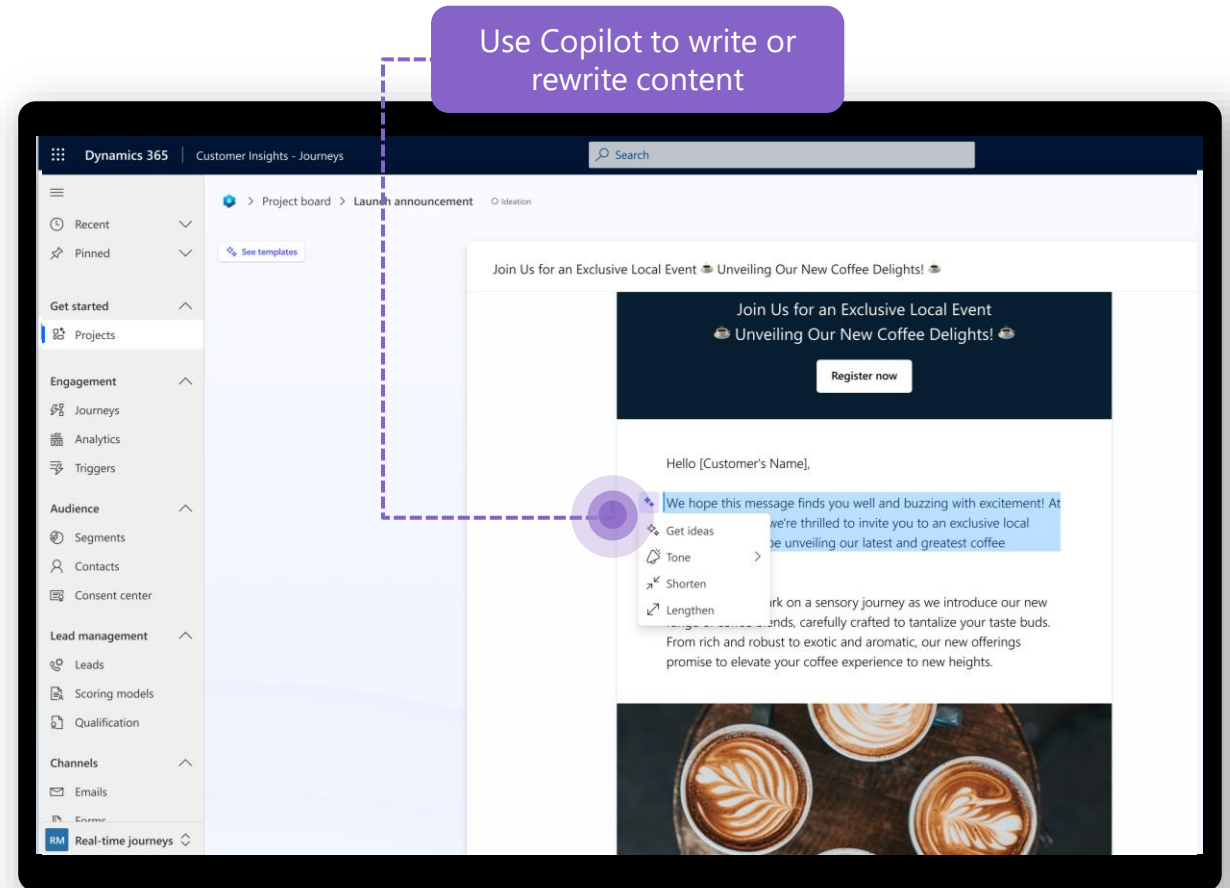 Use Copilot to write or
rewrite content
Dynamics 365 | Customer Insights - Journeys
Search
> Project board > Launch announcement Ideation
Recent
Pinned
See templates
Get started
Projects
Engagement
Journeys
Analytics
Triggers
Audience
Segments
Contacts
Consent center
Lead management
Leads
Scoring models
Qualification
Channels
Emails
Forms
RM Real-time journeys
Join Us for an Exclusive Local Event ☕ Unveiling Our New Coffee Delights! ☕
Join Us for an Exclusive Local Event
☕ Unveiling Our New Coffee Delights! ☕
Register now
Hello [Customer's Name],
We hope this message finds you well and buzzing with excitement! At
we're thrilled to invite you to an exclusive local
be unveiling our latest and greatest coffee
Get ideas
Tone
Shorten
Lengthen
rk on a sensory journey as we introduce our new
range of coffee blends, carefully crafted to tantalize your taste buds.
From rich and robust to exotic and aromatic, our new offerings
promise to elevate your coffee experience to new heights.